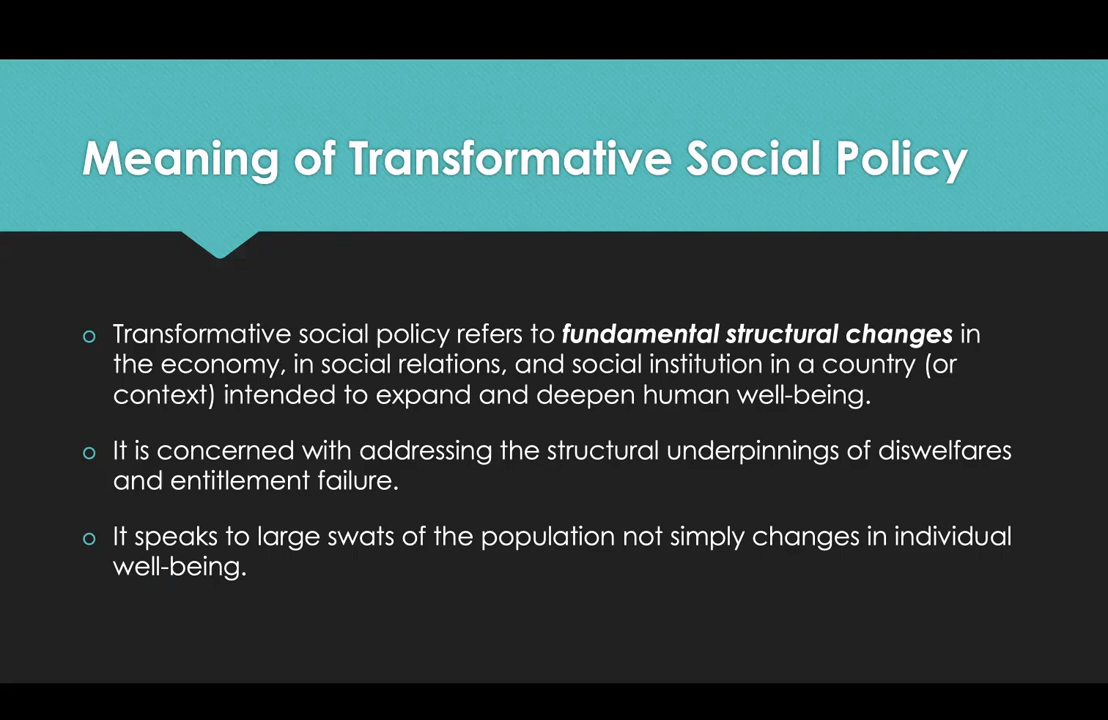 Meaning of Transformative Social Policy
Transformative social policy refers to fundamental structural changes in
the economy, in social relations, and social institution in a country (or
context) intended to expand and deepen human well-being.
It is concerned with addressing the structural underpinnings of diswelfares
and entitlement failure.
It speaks to large swats of the population not simply changes in individual
well-being.